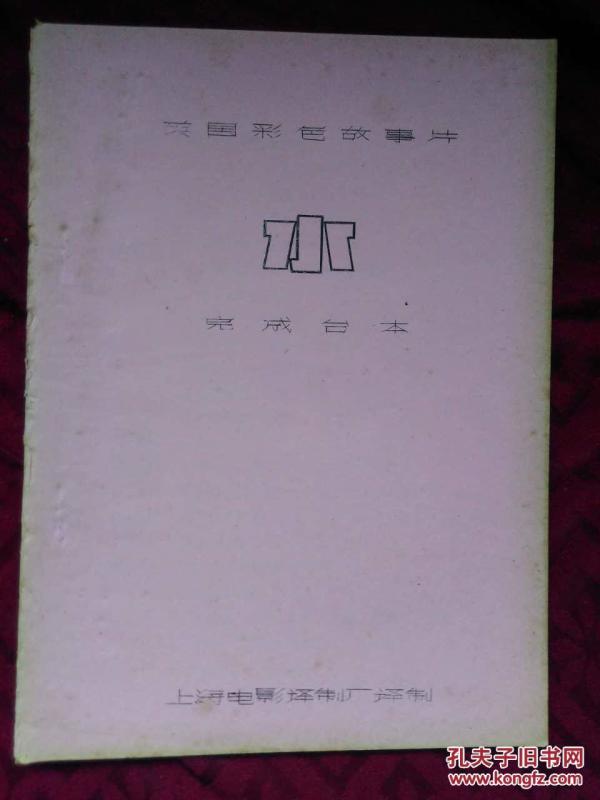 英国彩色故事片
水
完成台本
上海电影译制厂译制
孔夫子旧书网
www.kongfz.com